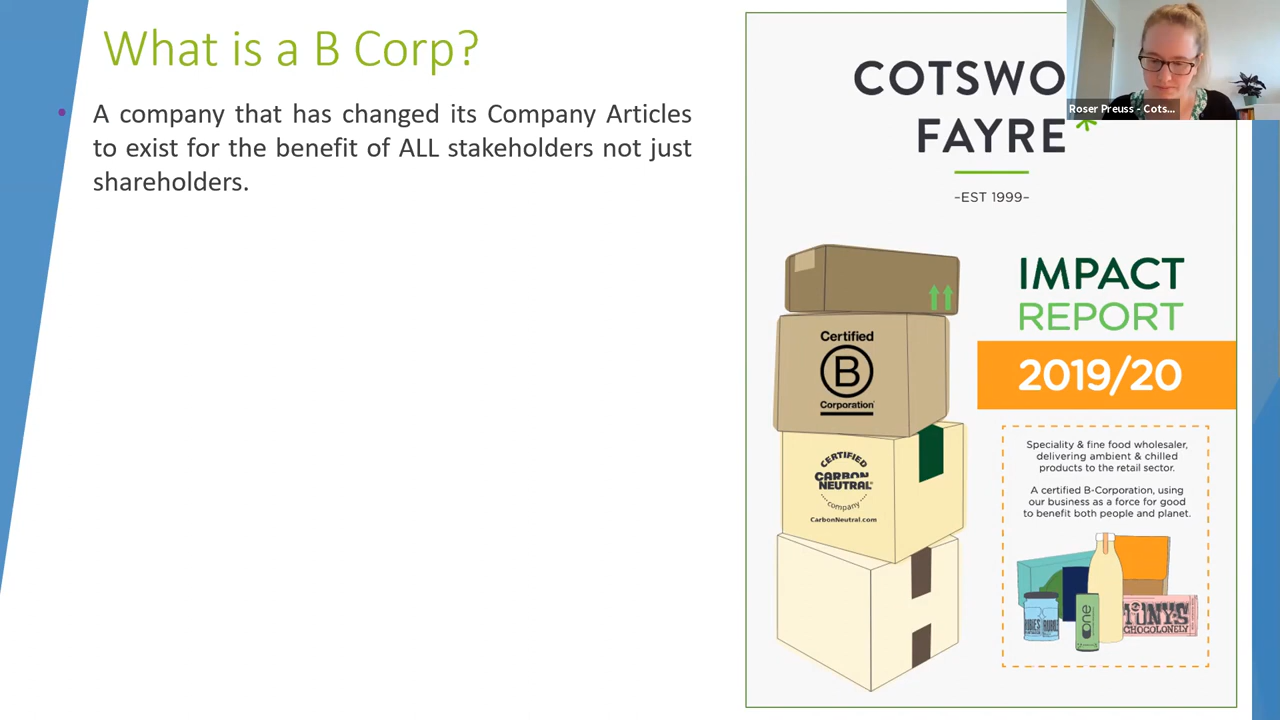 What is a B Corp?
• A company that has changed its Company Articles
to exist for the benefit of ALL stakeholders not just
shareholders.
COTSWO
FAYRE*
–EST 1999–
Roser Preuss - Cots...
IMPACT
REPORT
2019/20
Certified
B
Corporation
CERTIFIED
CARBON
NEUTRAL®
company
CarbonNeutral.com
Speciality & fine food wholesaler,
delivering ambient & chilled
products to the retail sector.
A certified B-Corporation, using
our business as a force for good
to benefit both people and planet.
one
TONY'S
CHOCOLONELY